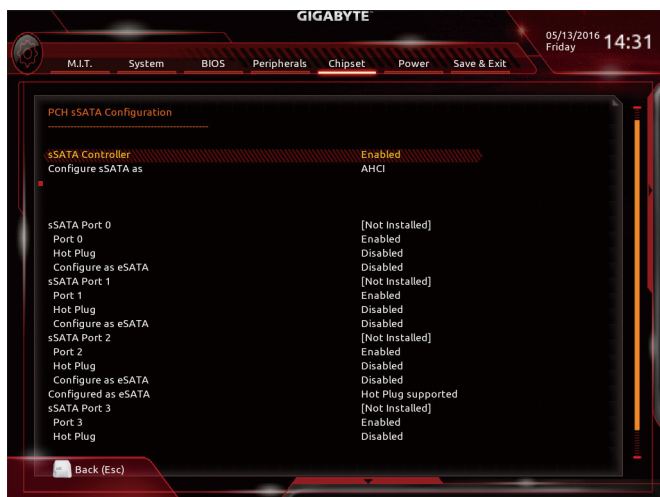 GIGABYTE
05/13/2016 Friday 14:31
M.I.T. System BIOS Peripherals Chipset Power Save & Exit
PCH sSATA Configuration
--------------------------------------------------
sSATA Controller Enabled
Configure sSATA as AHCI
sSATA Port 0 [Not Installed]
Port 0 Enabled
Hot Plug Disabled
Configure as eSATA Disabled
sSATA Port 1 [Not Installed]
Port 1 Enabled
Hot Plug Disabled
Configure as eSATA Disabled
sSATA Port 2 [Not Installed]
Port 2 Enabled
Hot Plug Disabled
Configure as eSATA Disabled
Configured as eSATA Hot Plug supported
sSATA Port 3 [Not Installed]
Port 3 Enabled
Hot Plug Disabled
Back (Esc)